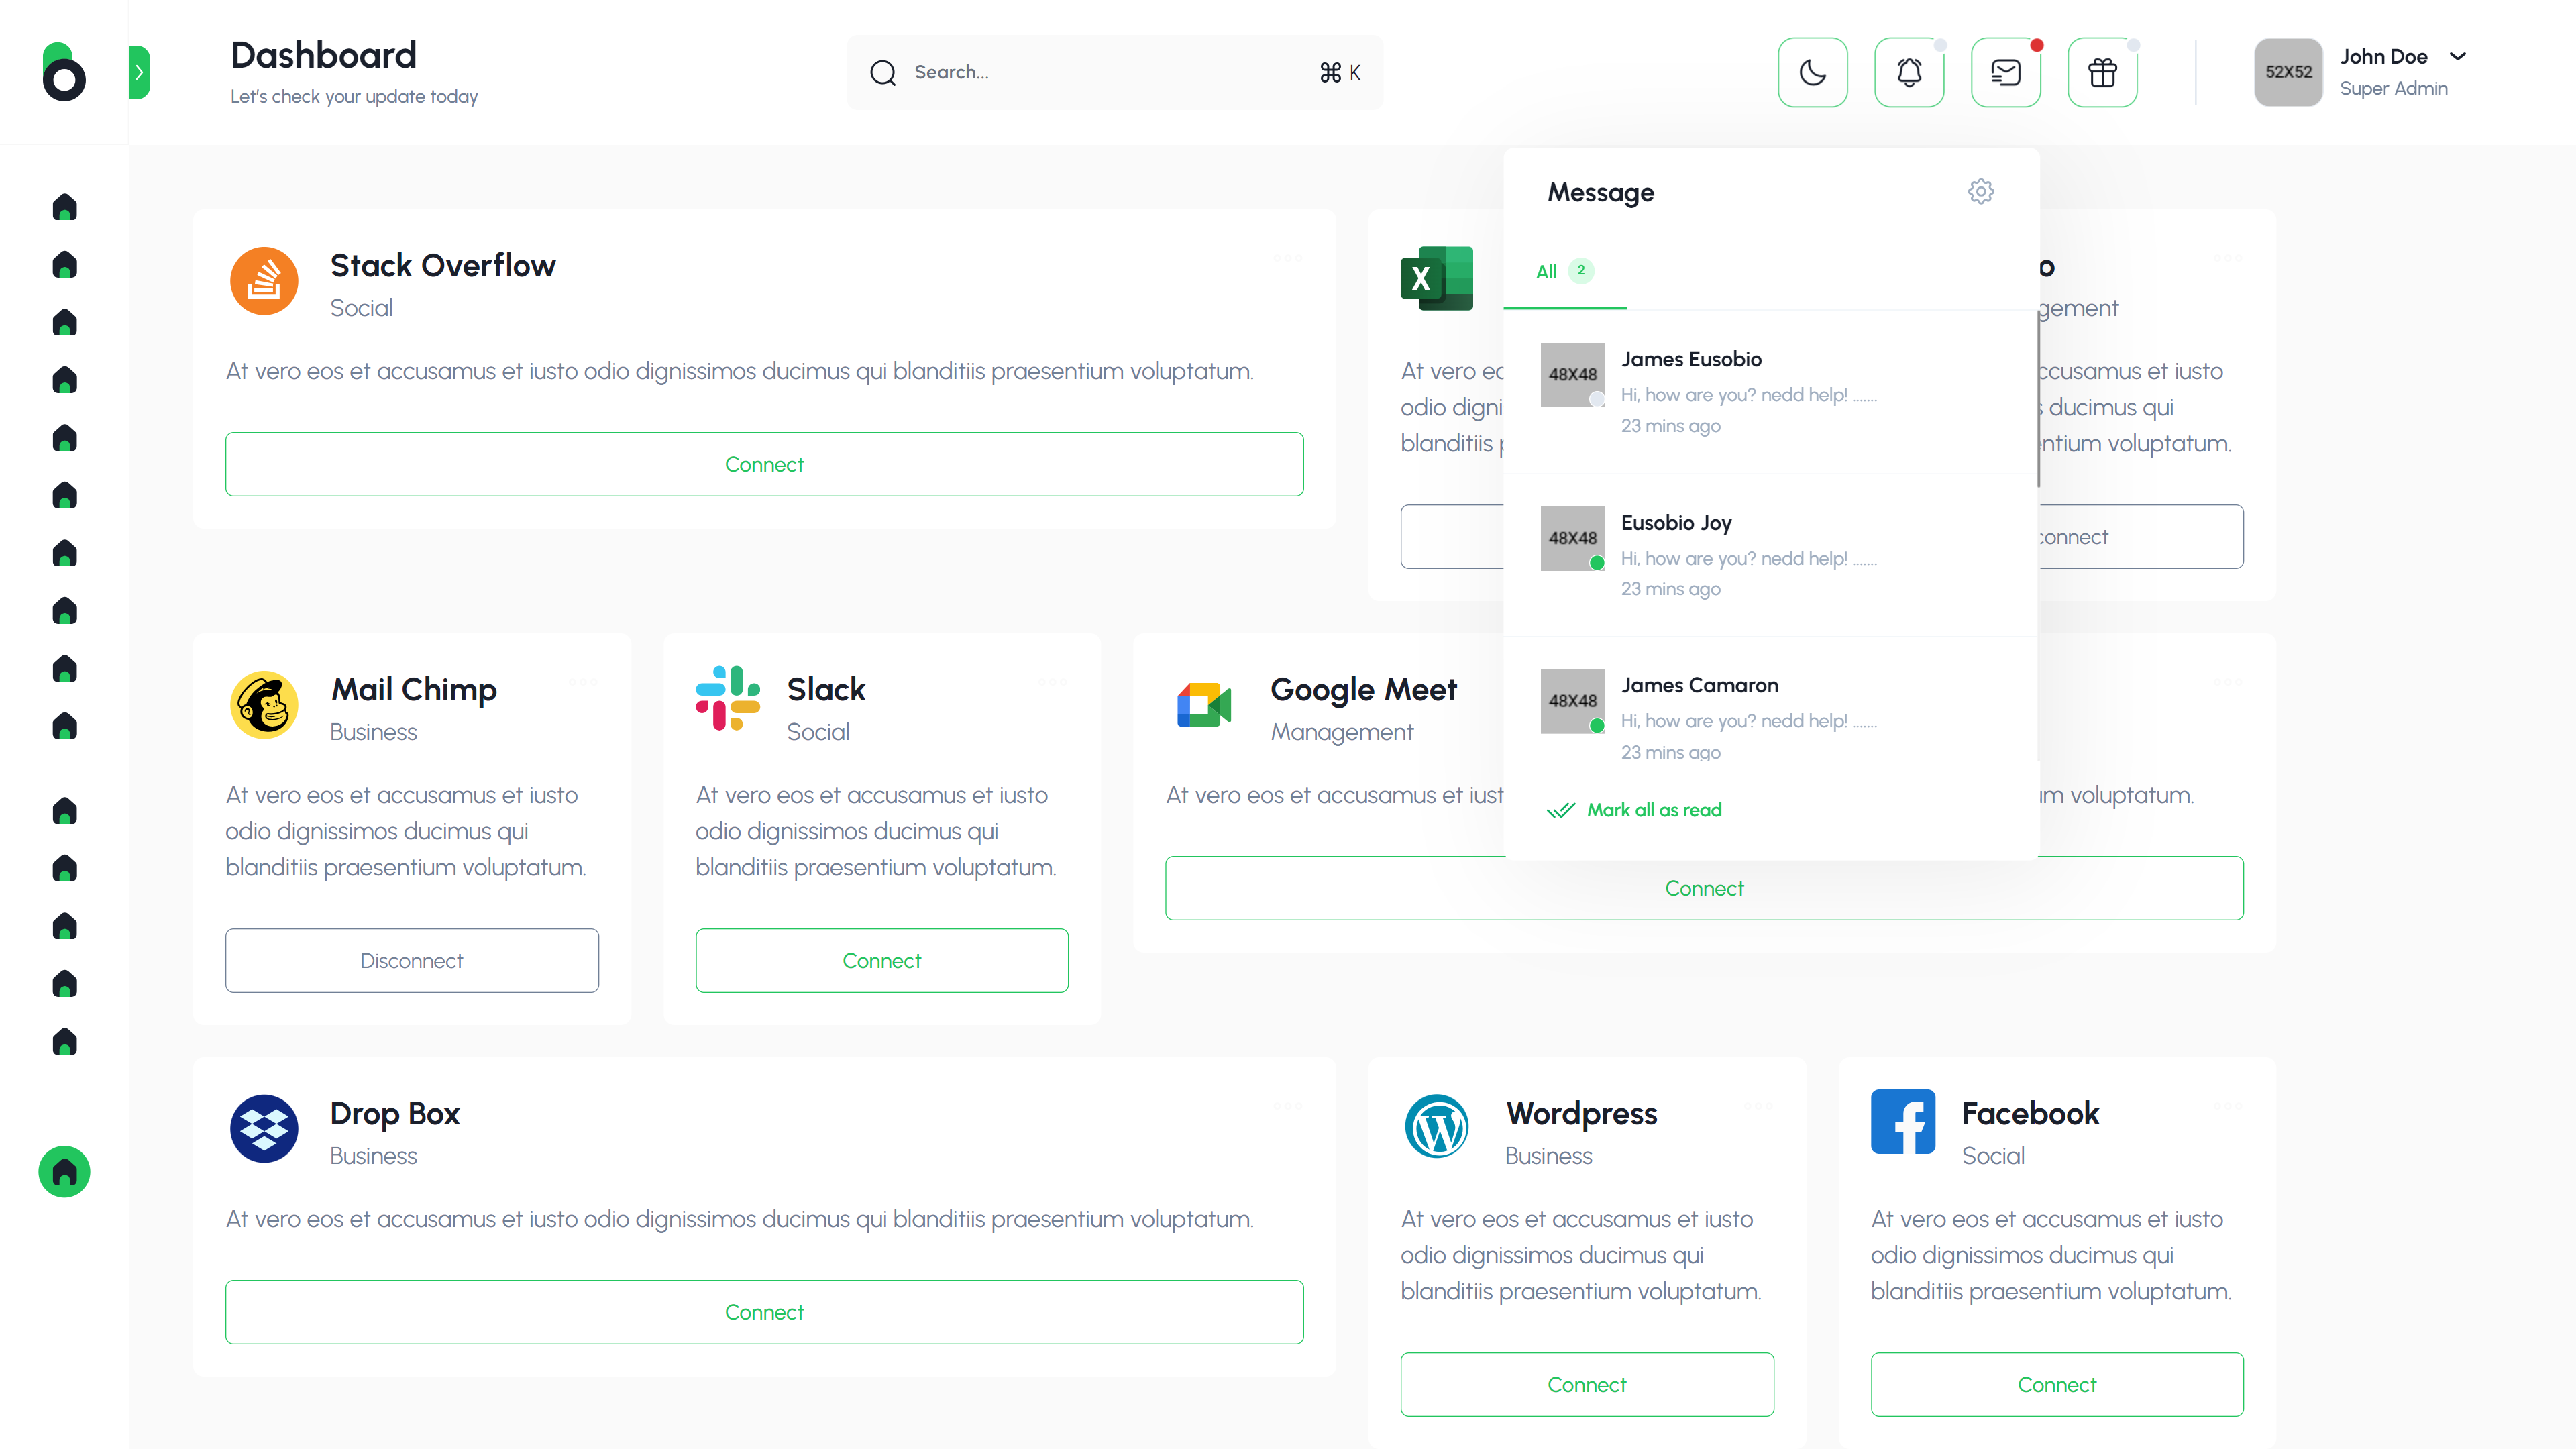 Dashboard
Let's check your update today
Search...
⌘ K
52X52
John Doe
Super Admin
Stack Overflow
Social
At vero eos et accusamus et iusto odio dignissimos ducimus qui blanditiis praesentium voluptatum.
Connect
X
At vero
odio digni
blanditiis
Message
All 2
48X48
James Eusobio
Hi, how are you? nedd help! .......
23 mins ago
48X48
Eusobio Joy
Hi, how are you? nedd help! .......
23 mins ago
48X48
James Camaron
Hi, how are you? nedd help! .......
23 mins ago
Mark all as read
o
gement
ccusamus et iusto
ducimus qui
ntium voluptatum.
connect
Mail Chimp
Business
At vero eos et accusamus et iusto
odio dignissimos ducimus qui
blanditiis praesentium voluptatum.
Disconnect
Slack
Social
At vero eos et accusamus et iusto
odio dignissimos ducimus qui
blanditiis praesentium voluptatum.
Connect
Google Meet
Management
At vero eos et accusamus et iust
m voluptatum.
Connect
Drop Box
Business
At vero eos et accusamus et iusto odio dignissimos ducimus qui blanditiis praesentium voluptatum.
Connect
Wordpress
Business
At vero eos et accusamus et iusto
odio dignissimos ducimus qui
blanditiis praesentium voluptatum.
Connect
Facebook
Social
At vero eos et accusamus et iusto
odio dignissimos ducimus qui
blanditiis praesentium voluptatum.
Connect